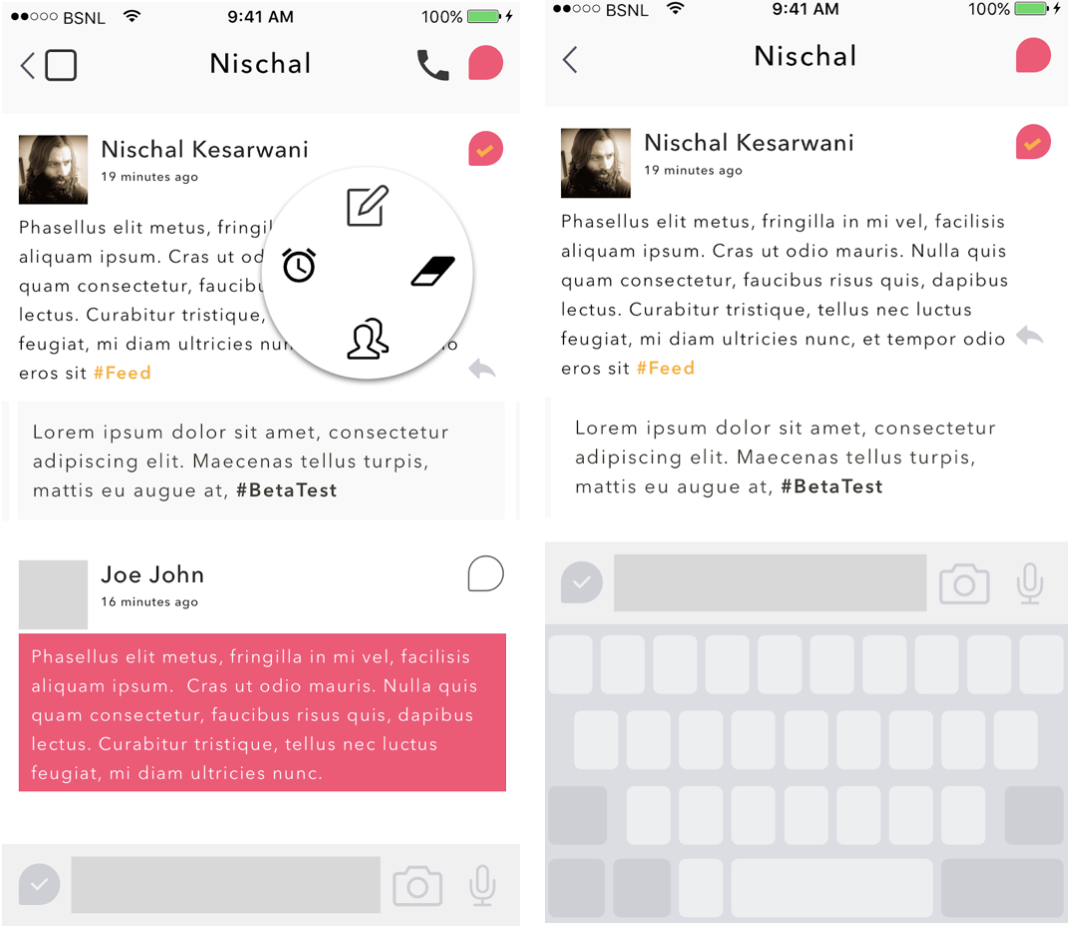 BSNL 9:41 AM 100%
Nischal
Nischal Kesarwani
19 minutes ago
Phasellus elit metus, fringil
aliquam ipsum. Cras ut od
quam consectetur, faucibu
lectus. Curabitur tristique,
feugiat, mi diam ultricies nun. o
eros sit #Feed
Lorem ipsum dolor sit amet, consectetur
adipiscing elit. Maecenas tellus turpis,
mattis eu augue at, #BetaTest
Joe John
16 minutes ago
Phasellus elit metus, fringilla in mi vel, facilisis
aliquam ipsum. Cras ut odio mauris. Nulla quis
quam consectetur, faucibus risus quis, dapibus
lectus. Curabitur tristique, tellus nec luctus
feugiat, mi diam ultricies nunc.
BSNL 9:41 AM 100%
Nischal
Nischal Kesarwani
19 minutes ago
Phasellus elit metus, fringilla in mi vel, facilisis
aliquam ipsum. Cras ut odio mauris. Nulla quis
quam consectetur, faucibus risus quis, dapibus
lectus. Curabitur tristique, tellus nec luctus
feugiat, mi diam ultricies nunc, et tempor odio
eros sit #Feed
Lorem ipsum dolor sit amet, consectetur
adipiscing elit. Maecenas tellus turpis,
mattis eu augue at, #BetaTest